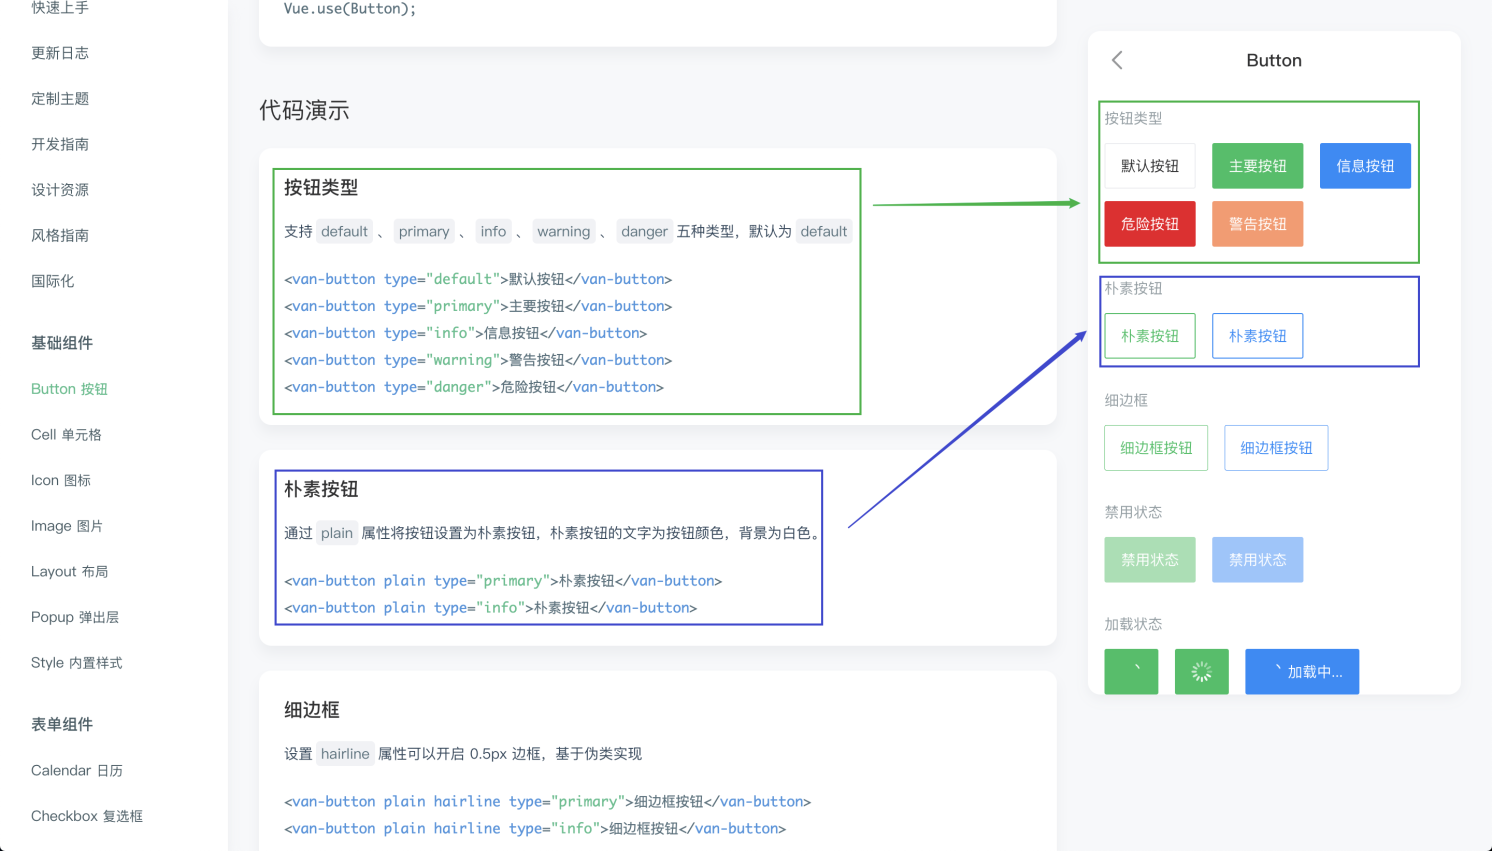 快速上手
更新日志
定制主题
开发指南
设计资源
风格指南
国际化
基础组件
Button 按钮
Cell 单元格
Icon 图标
Image 图片
Layout 布局
Popup 弹出层
Style 内置样式
表单组件
Calendar 日历
Checkbox 复选框
Vue.use(Button);
代码演示
按钮类型
支持 default 、 primary 、 info 、 warning 、 danger 五种类型，默认为 default
<van-button type="default">默认按钮</van-button>
<van-button type="primary">主要按钮</van-button>
<van-button type="info">信息按钮</van-button>
<van-button type="warning">警告按钮</van-button>
<van-button type="danger">危险按钮</van-button>
朴素按钮
通过 plain 属性将按钮设置为朴素按钮，朴素按钮的文字为按钮颜色，背景为白色。
<van-button plain type="primary">朴素按钮</van-button>
<van-button plain type="info">朴素按钮</van-button>
细边框
设置 hairline 属性可以开启 0.5px 边框，基于伪类实现
<van-button plain hairline type="primary">细边框按钮</van-button>
<van-button plain hairline type="info">细边框按钮</van-button>
Button
按钮类型
默认按钮 主要按钮 信息按钮
危险按钮 警告按钮
朴素按钮
朴素按钮 朴素按钮
细边框
细边框按钮 细边框按钮
禁用状态
禁用状态 禁用状态
加载状态
加载中...